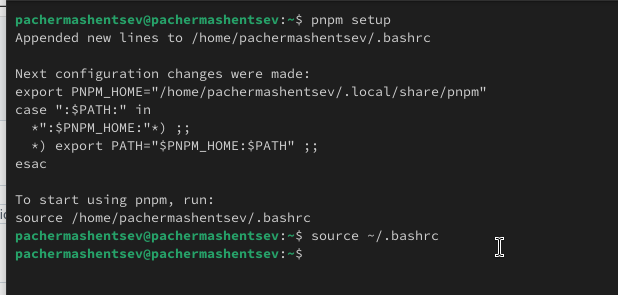 pachermashentsev@pachermashentsev:~$ pnpm setup
Appended new lines to /home/pachermashentsev/.bashrc

Next configuration changes were made:
export PNPM_HOME="/home/pachermashentsev/.local/share/pnpm"
case ":$PATH:" in
  *":$PNPM_HOME:"*) ;;
  *) export PATH="$PNPM_HOME:$PATH" ;;
esac

To start using pnpm, run:
source /home/pachermashentsev/.bashrc
pachermashentsev@pachermashentsev:~$ source ~/.bashrc
pachermashentsev@pachermashentsev:~$